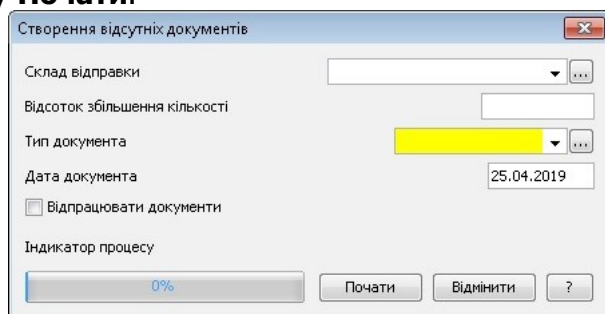 Почати.
Створення відсутніх документів
Склад відправки
...
Відсоток збільшення кількості
Тип документа
...
Дата документа 25.04.2019
Відпрацювати документи
Індикатор процесу
0% Почати Відмінити ?